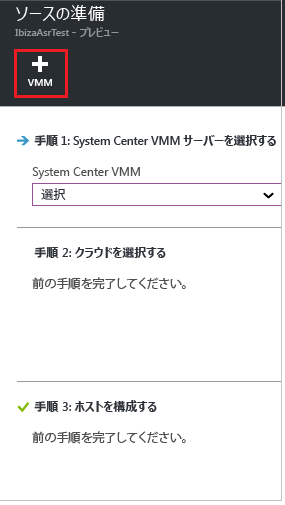 ソースの準備
IbizaAsrTest - プレビュー
VMM
手順 1: System Center VMM サーバーを選択する
System Center VMM
選択
手順 2: クラウドを選択する
前の手順を完了してください。
手順 3: ホストを構成する
前の手順を完了してください。